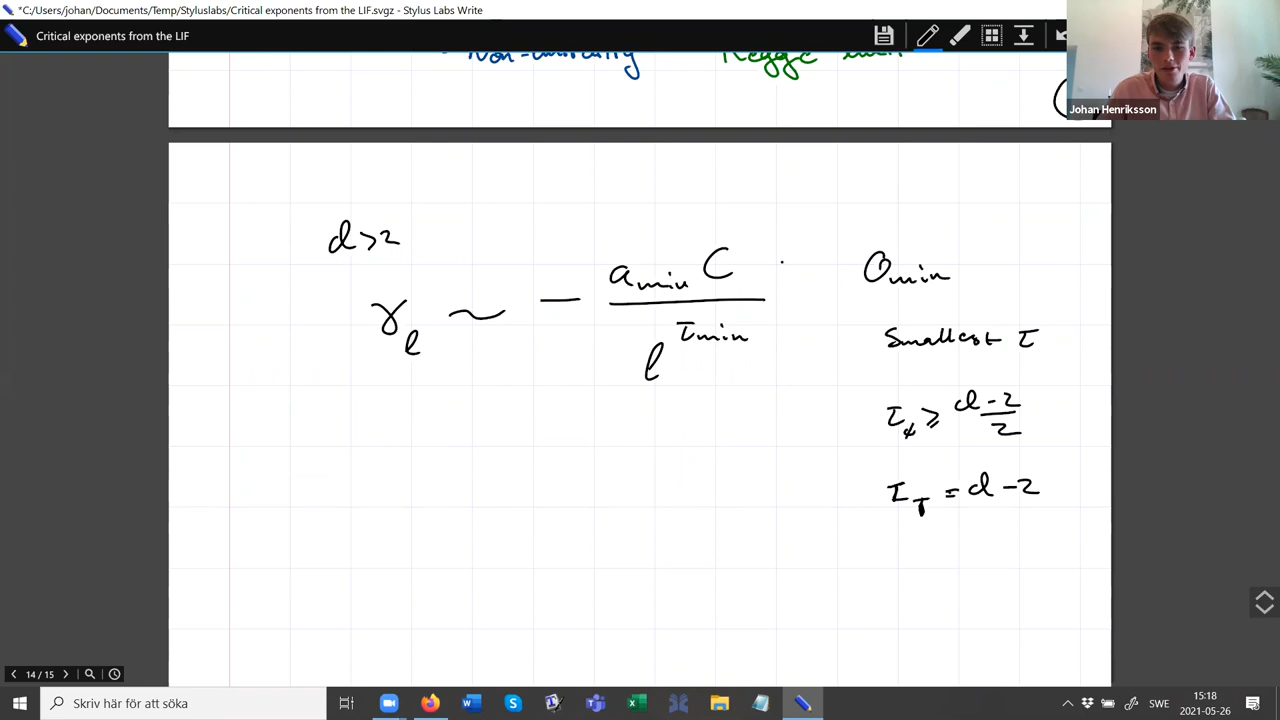 *C:/Users/johan/Documents/Temp/Styluslabs/Critical exponents from the LIF.svgz - Stylus Labs Write
Critical exponents from the LIF
Non-unitarity
Regge
Johan Henriksson
d>2
γ_l ~ - a_min C / l^τ_min
O_min
Smallest τ
τ_φ ≥ (d-2)/2
τ_T = d-2
14 / 15
Skriv här för att söka
SWE
15:18
2021-05-26